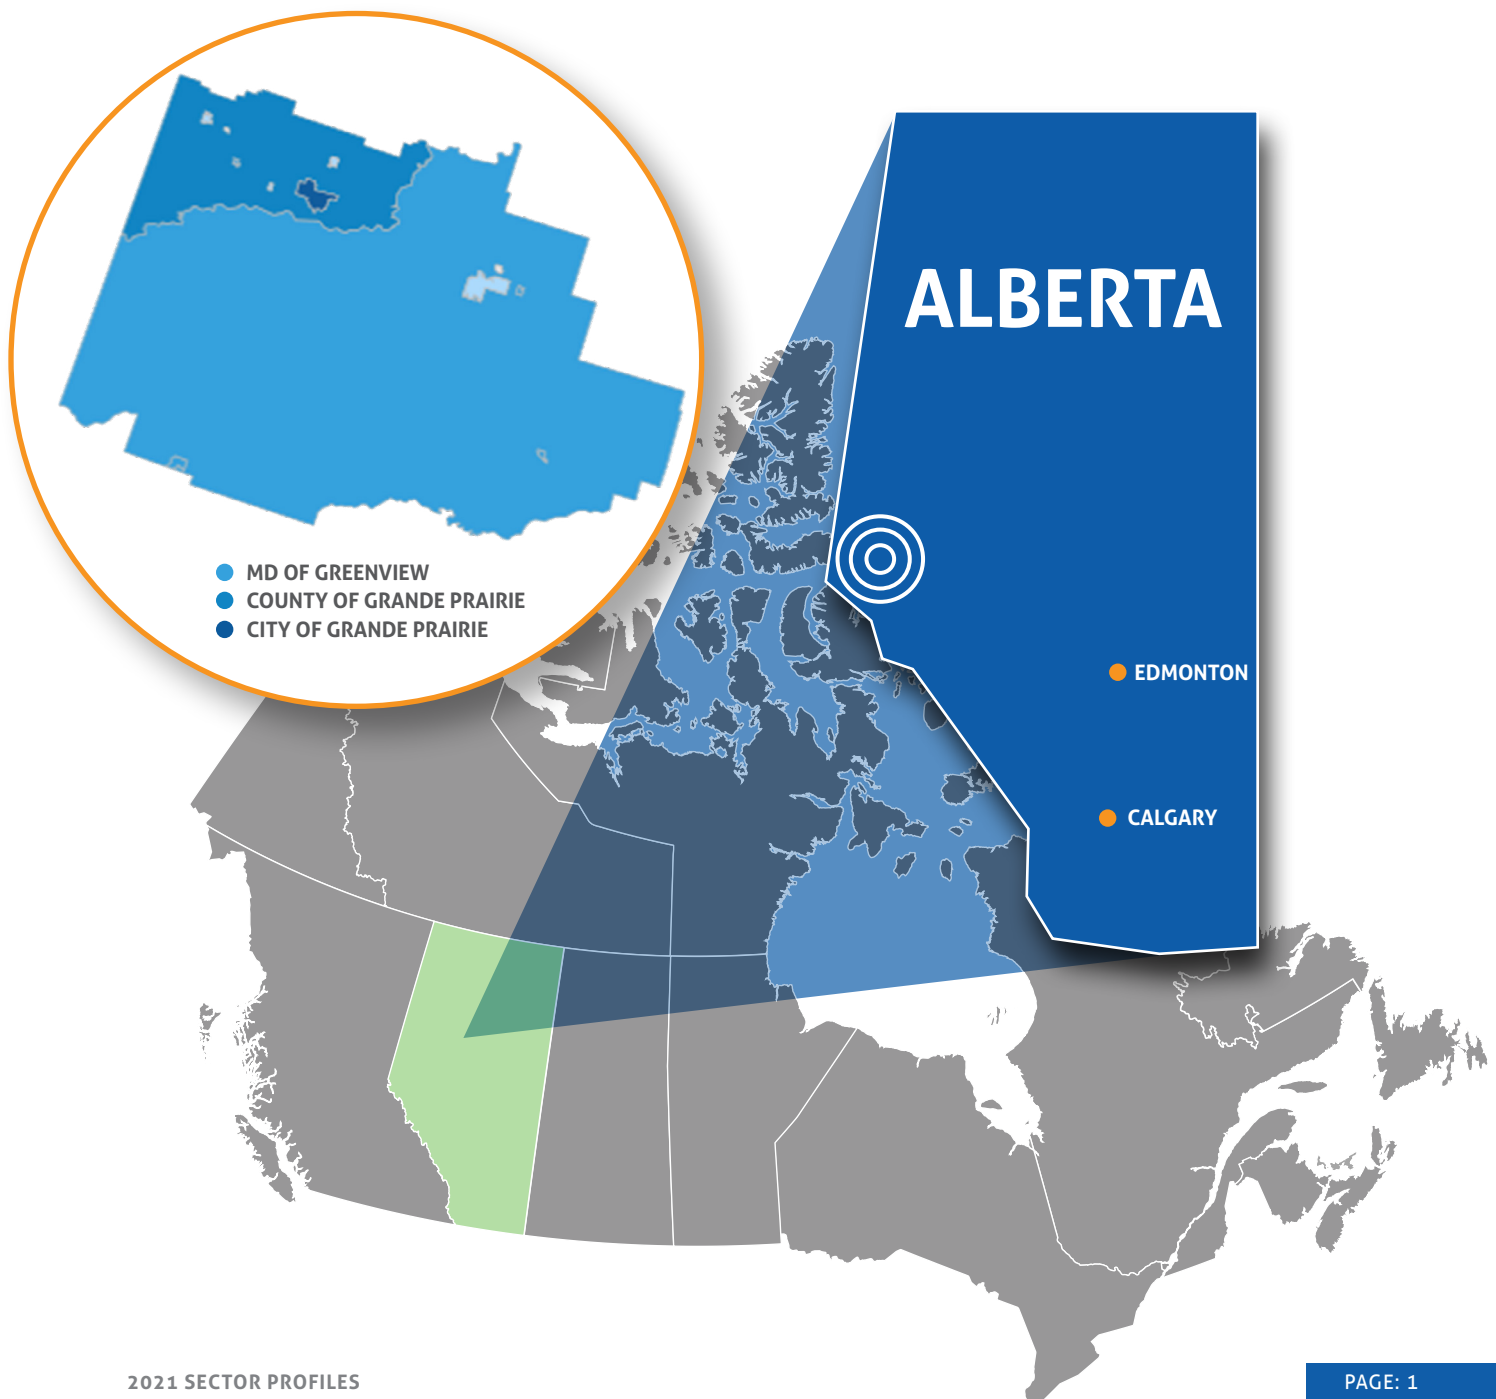 ALBERTA
MD OF GREENVIEW
COUNTY OF GRANDE PRAIRIE
CITY OF GRANDE PRAIRIE
EDMONTON
CALGARY
2021 SECTOR PROFILES
PAGE: 1